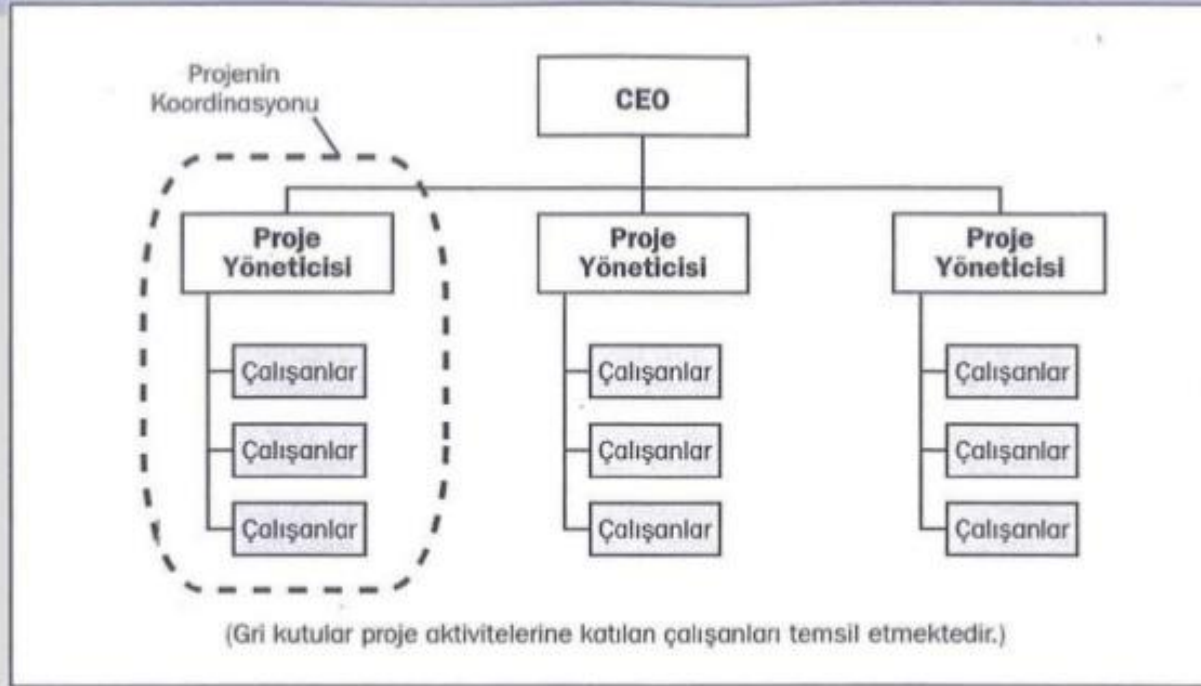 Projenin
Koordinasyonu
CEO
Proje
Yöneticisi
Proje
Yöneticisi
Proje
Yöneticisi
Çalışanlar
Çalışanlar
Çalışanlar
Çalışanlar
Çalışanlar
Çalışanlar
Çalışanlar
Çalışanlar
Çalışanlar
(Gri kutular proje aktivitelerine katılan çalışanları temsil etmektedir.)